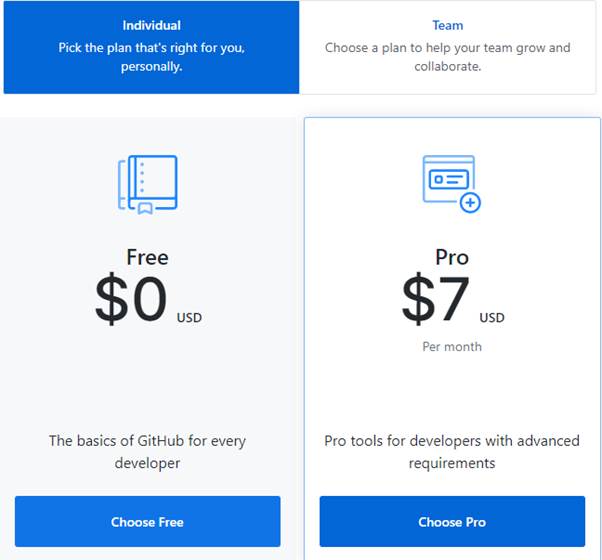 Individual
Pick the plan that's right for you,
personally.
Team
Choose a plan to help your team grow and
collaborate.
Free
$0 USD
The basics of GitHub for every
developer
Choose Free
Pro
$7 USD
Per month
Pro tools for developers with advanced
requirements
Choose Pro